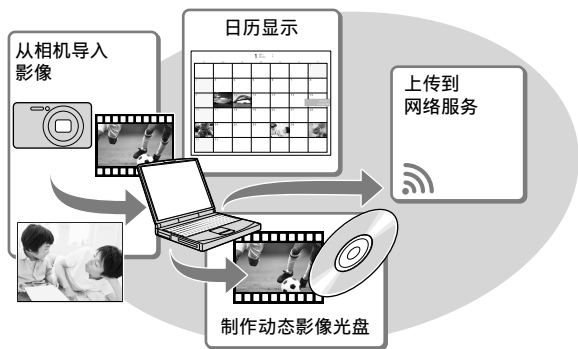 从相机导入
影像
日历显示
上传到
网络服务
制作动态影像光盘